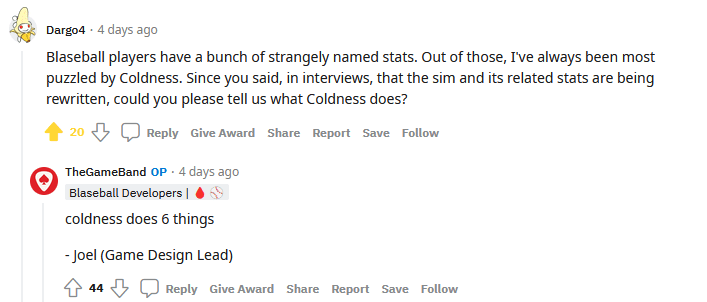 Dargo4 · 4 days ago
Blaseball players have a bunch of strangely named stats. Out of those, I've always been most
puzzled by Coldness. Since you said, in interviews, that the sim and its related stats are being
rewritten, could you please tell us what Coldness does?
20 Reply Give Award Share Report Save Follow
TheGameBand OP · 4 days ago
Blaseball Developers | 🩸 ⚾
coldness does 6 things
- Joel (Game Design Lead)
44 Reply Give Award Share Report Save Follow